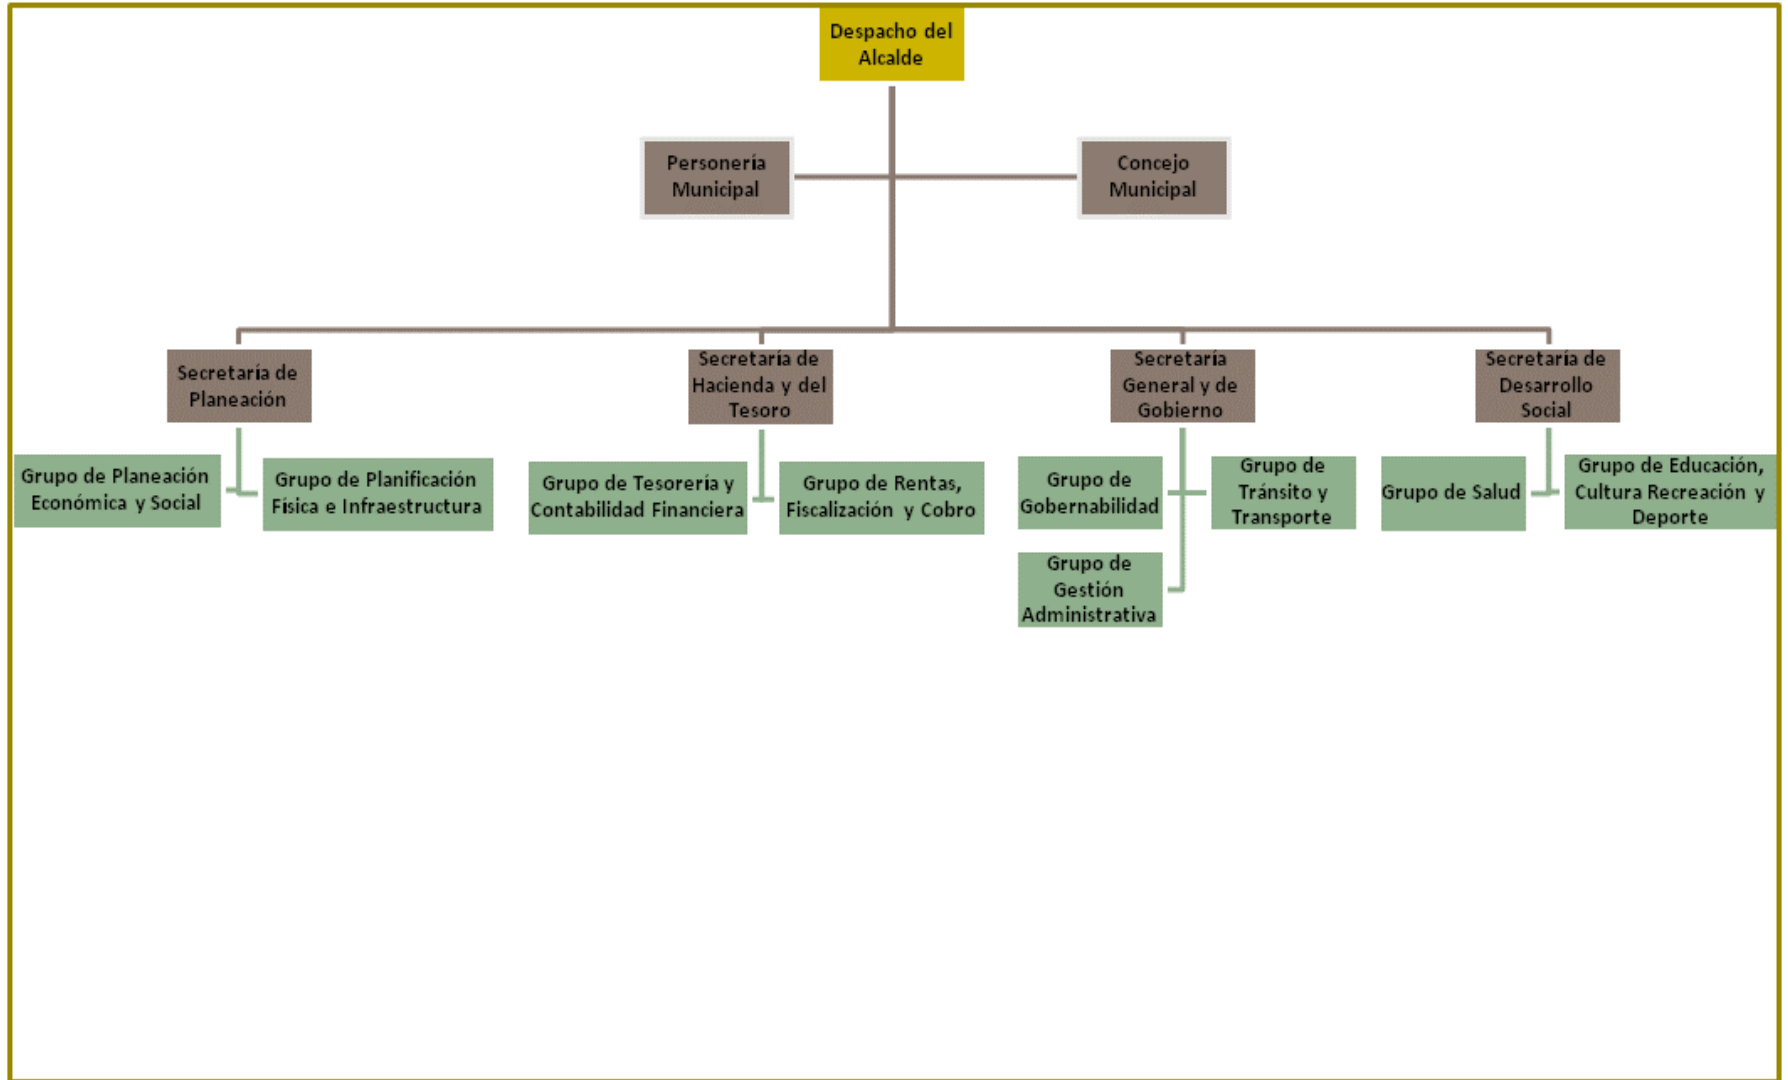 Despacho del
Alcalde
Personería
Municipal
Concejo
Municipal
Secretaría de
Planeación
Secretaría de
Hacienda y del
Tesoro
Secretaría
General y de
Gobierno
Secretaría de
Desarrollo
Social
Grupo de Planeación
Económica y Social
Grupo de Planificación
Física e Infraestructura
Grupo de Tesorería y
Contabilidad Financiera
Grupo de Rentas,
Fiscalización y Cobro
Grupo de
Gobernabilidad
Grupo de
Tránsito y
Transporte
Grupo de
Gestión
Administrativa
Grupo de Salud
Grupo de Educación,
Cultura Recreación y
Deporte